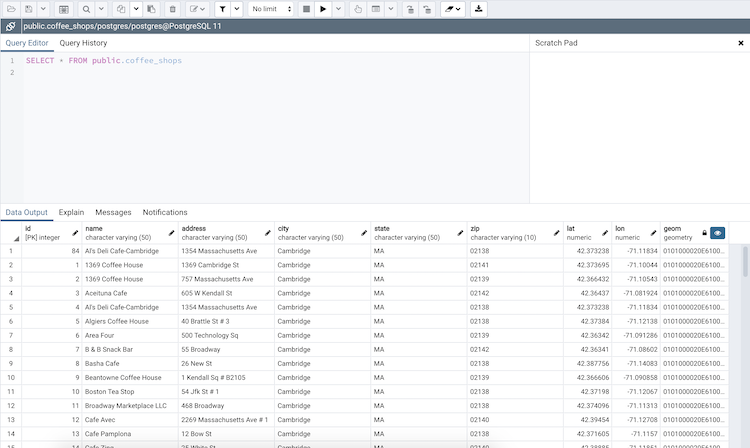 No limit
public.coffee_shops/postgres/postgres@PostgreSQL 11
Query Editor Query History Scratch Pad
1 SELECT * FROM public.coffee_shops
2
Data Output Explain Messages Notifications
id name address city state zip lat lon geom
[PK] integer character varying (50) character varying (50) character varying (50) character varying (50) character varying (10) numeric numeric geometry
1 84 Al's Deli Cafe-Cambridge 1354 Massachusetts Ave Cambridge MA 02138 42.373238 -71.11834 0101000020E6100...
2 1 1369 Coffee House 1369 Cambridge St Cambridge MA 02141 42.373695 -71.10044 0101000020E6100...
3 2 1369 Coffee House 757 Massachusetts Ave Cambridge MA 02139 42.366432 -71.10543 0101000020E6100...
4 3 Aceituna Cafe 605 W Kendall St Cambridge MA 02142 42.36437 -71.081924 0101000020E6100...
5 4 Al's Deli Cafe-Cambridge 1354 Massachusetts Ave Cambridge MA 02138 42.373238 -71.11834 0101000020E6100...
6 5 Algiers Coffee House 40 Brattle St # 3 Cambridge MA 02138 42.37384 -71.12138 0101000020E6100...
7 6 Area Four 500 Technology Sq Cambridge MA 02139 42.36342 -71.091286 0101000020E6100...
8 7 B & B Snack Bar 55 Broadway Cambridge MA 02142 42.36341 -71.08602 0101000020E6100...
9 8 Basha Cafe 26 New St Cambridge MA 02138 42.387756 -71.14083 0101000020E6100...
10 9 Beantowne Coffee House 1 Kendall Sq # B2105 Cambridge MA 02139 42.366606 -71.090858 0101000020E6100...
11 10 Boston Tea Stop 54 Jfk St # 1 Cambridge MA 02138 42.37198 -71.12067 0101000020E6100...
12 11 Broadway Marketplace LLC 468 Broadway Cambridge MA 02138 42.374096 -71.11313 0101000020E6100...
13 12 Cafe Avec 2269 Massachusetts Ave # 1 Cambridge MA 02140 42.39454 -71.12708 0101000020E6100...
14 13 Cafe Pamplona 12 Bow St Cambridge MA 02138 42.371605 -71.1157 0101000020E6100...